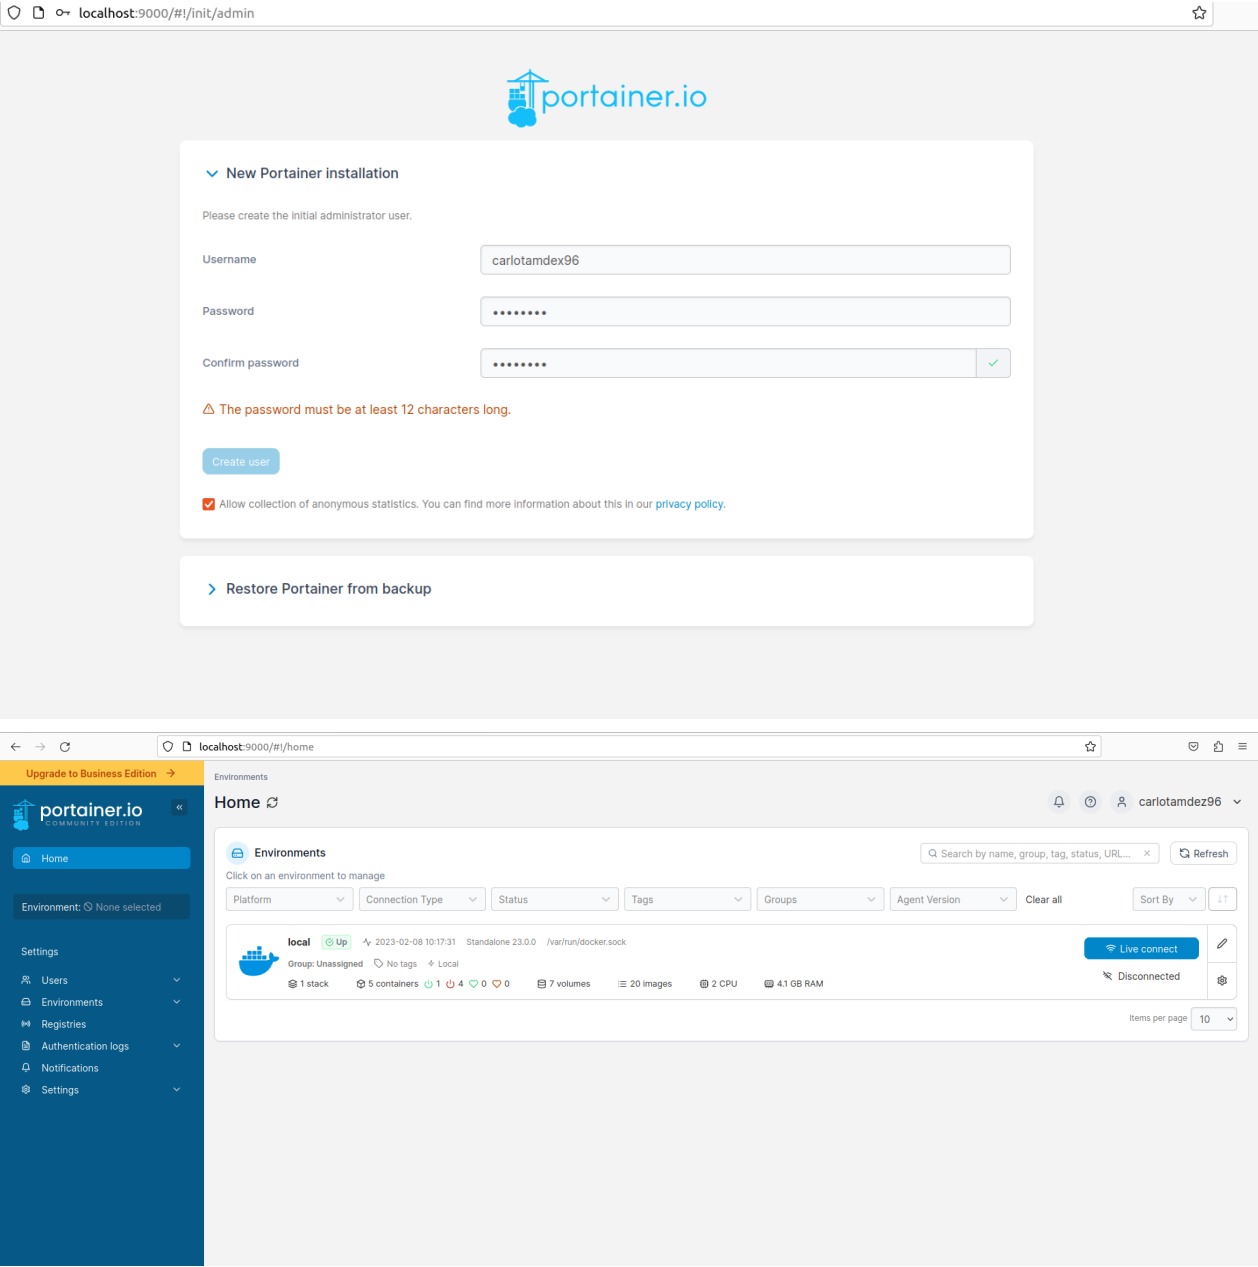 localhost:9000/#!/init/admin
portainer.io
New Portainer installation
Please create the initial administrator user.
Username carlotamdex96
Password ••••••••
Confirm password ••••••••
The password must be at least 12 characters long.
Create user
Allow collection of anonymous statistics. You can find more information about this in our privacy policy.
Restore Portainer from backup
localhost:9000/#!/home
Upgrade to Business Edition →
Environments
portainer.io
COMMUNITY EDITION
«
Home
carlotamdez96
Home
Environments
Search by name, group, tag, status, URL... ×
Refresh
Click on an environment to manage
Platform Connection Type Status Tags Groups Agent Version Clear all Sort By ↓↑
Environment: None selected
local Up 2023-02-08 10:17:31 Standalone 23.0.0 /var/run/docker.sock
Group: Unassigned No tags Local
1 stack 5 containers 1 4 0 0 7 volumes 20 images 2 CPU 4.1 GB RAM
Live connect
Disconnected
Items per page 10
Settings
Users
Environments
Registries
Authentication logs
Notifications
Settings